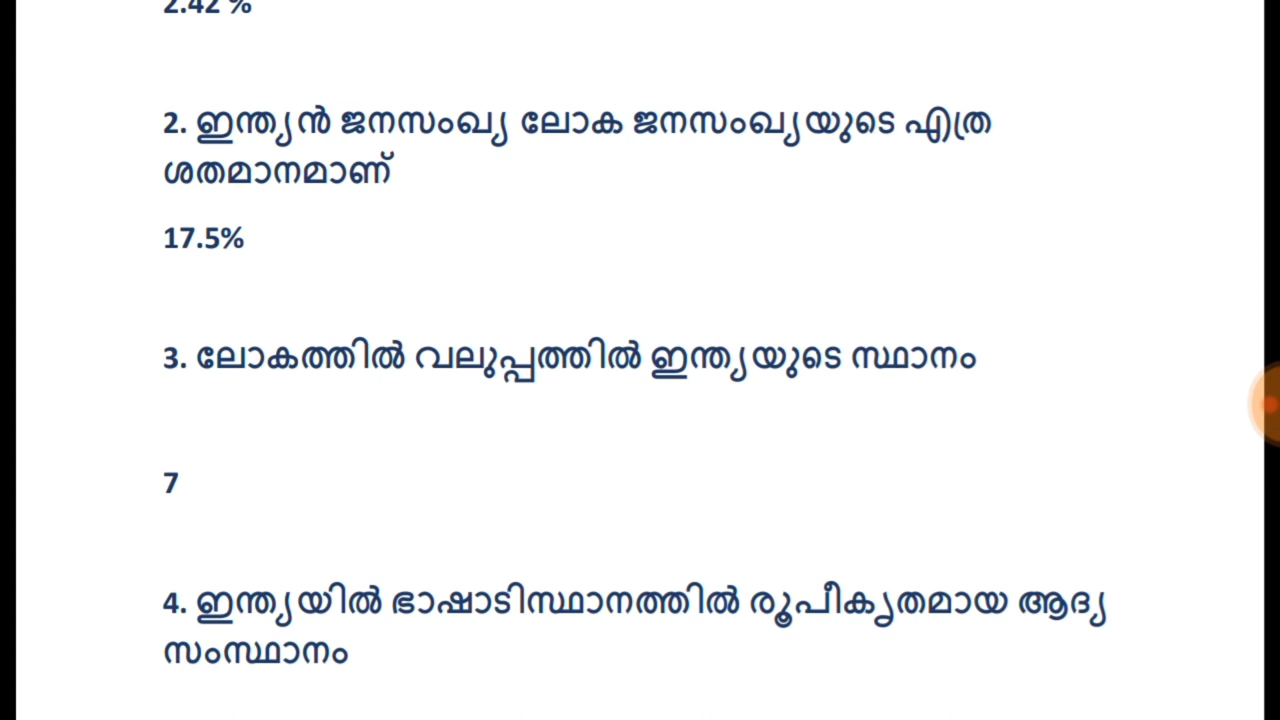 2.42 %
2. ഇന്ത്യൻ ജനസംഖ്യ ലോക ജനസംഖ്യയുടെ എത്ര
ശതമാനമാണ്
17.5%
3. ലോകത്തിൽ വലുപ്പത്തിൽ ഇന്ത്യയുടെ സ്ഥാനം
7
4. ഇന്ത്യയിൽ ഭാഷാടിസ്ഥാനത്തിൽ രൂപീകൃതമായ ആദ്യ
സംസ്ഥാനം